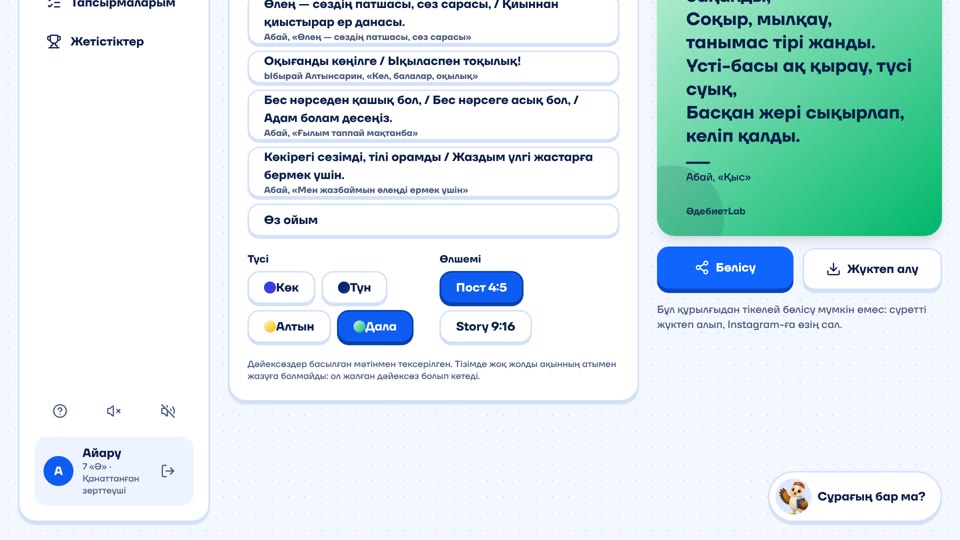 Тапсырмаларым
Жетістіктер
Айару
7 «Ә» ·
Қанаттанған
зерттеуші
Өлең — сөздің патшасы, сөз сарасы, / Қиыннан
қиыстырар ер данасы.
Абай, «Өлең — сөздің патшасы, сөз сарасы»
Оқығанды көңілге / Ықыласпен тоқылық!
Ыбырай Алтынсарин, «Кел, балалар, оқылық»
Бес нәрседен қашық бол, / Бес нәрсеге асық бол, /
Адам болам десеңіз.
Абай, «Ғылым таппай мақтанба»
Көкірегі сезімді, тілі орамды / Жаздым үлгі жастарға
бермек үшін.
Абай, «Мен жазбаймын өлеңді ермек үшін»
Өз ойым
Түсі
Көк
Түн
Алтын
Дала
Өлшемі
Пост 4:5
Story 9:16
Дәйексөздер басылған мәтінмен тексерілген. Тізімде жоқ жолды ақынның атымен
жазуға болмайды: ол жалған дәйексөз болып кетеді.
Соқыр, мылқау,
танымас тірі жанды.
Үсті-басы ақ қырау, түсі
суық,
Басқан жері сықырлап,
келіп қалды.
Абай, «Қыс»
ӘдебиетLab
Бөлісу
Жүктеп алу
Бұл құрылғыдан тікелей бөлісу мүмкін емес: суретті
жүктеп алып, Instagram-ға өзің сал.
Сұрағың бар ма?